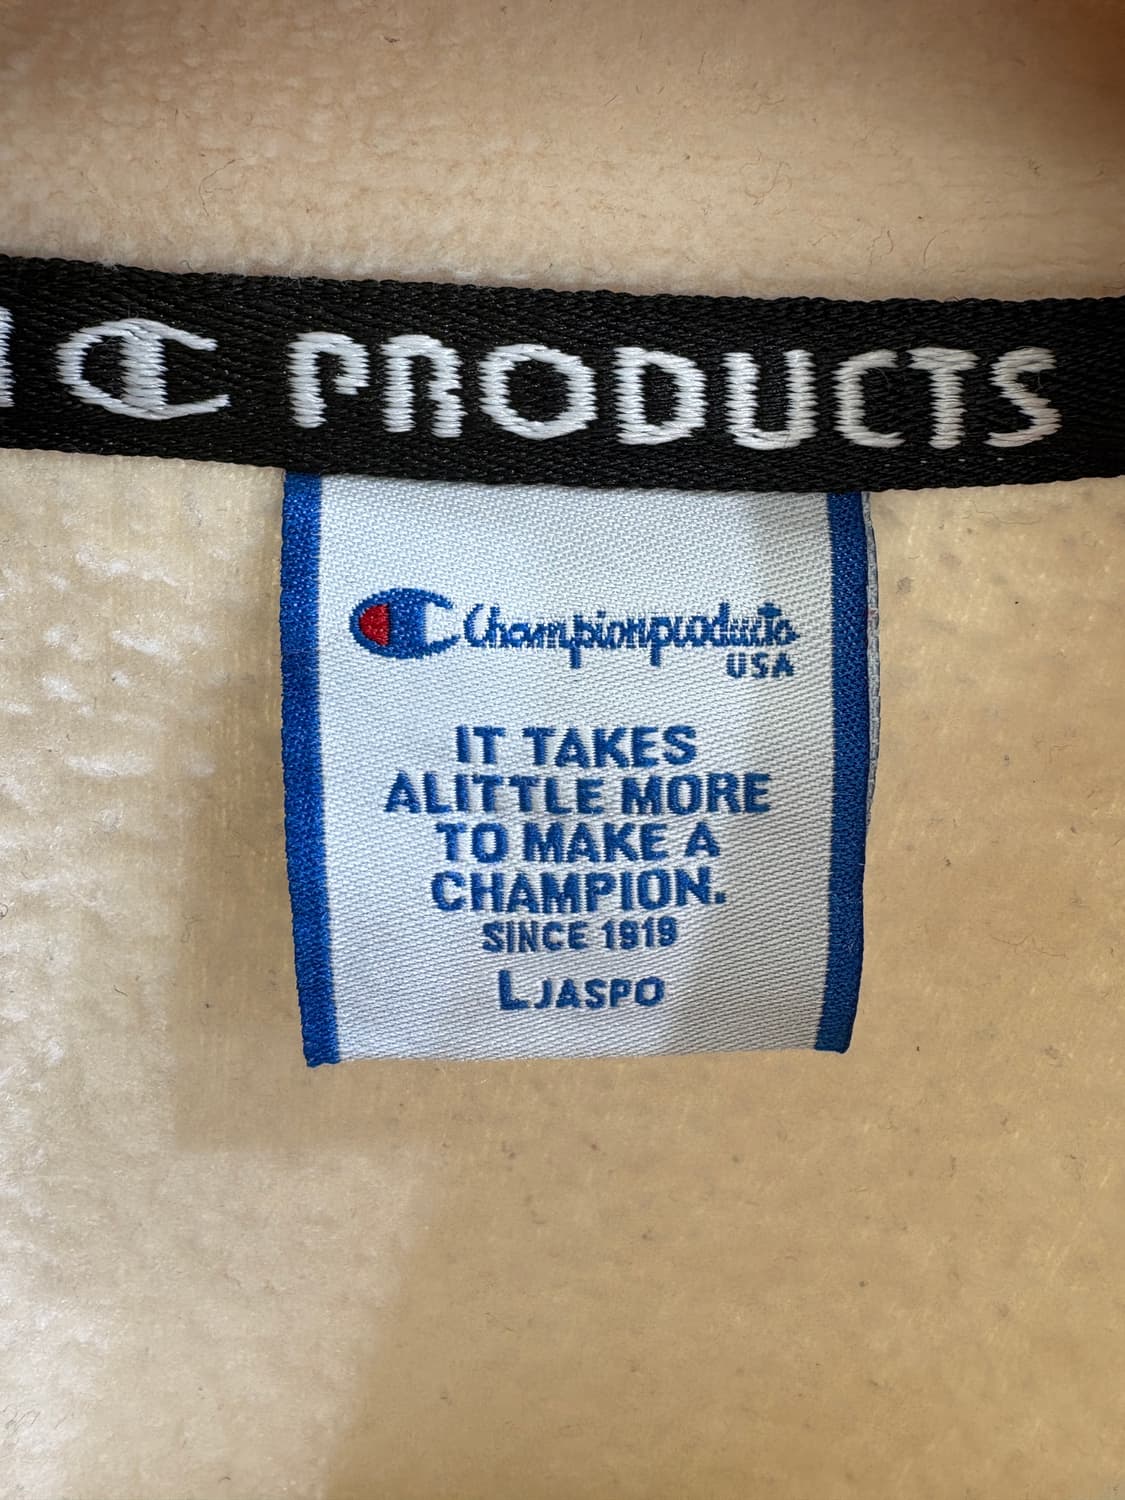 C PRODUCTS
Championproducts
USA
IT TAKES
ALITTLE MORE
TO MAKE A
CHAMPION.
SINCE 1919
L JASPO